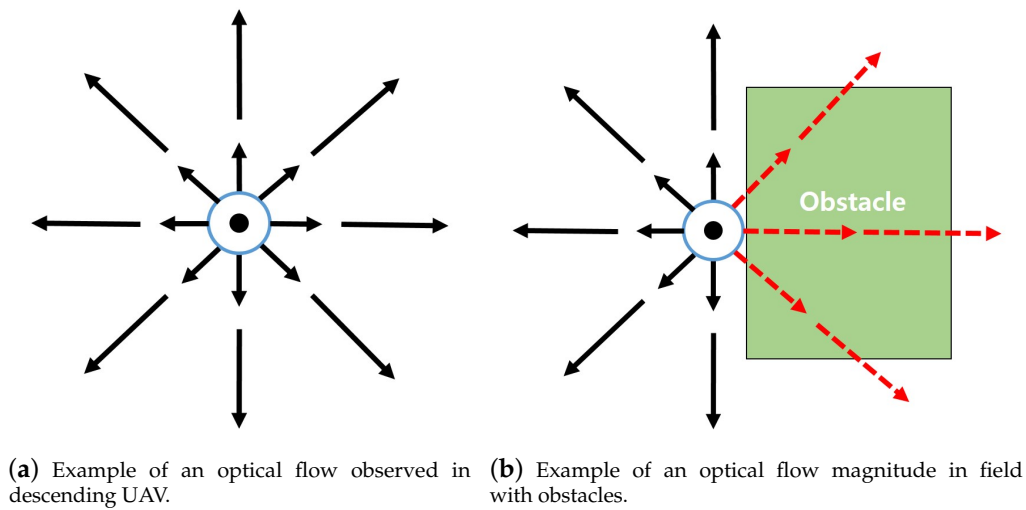 Obstacle
(a) Example of an optical flow observed in
descending UAV.
(b) Example of an optical flow magnitude in field
with obstacles.